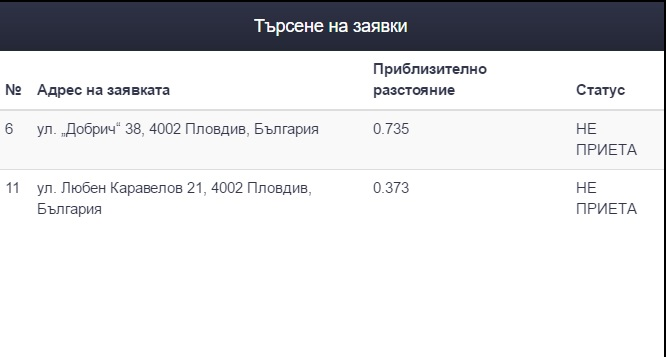 Търсене на заявки
Приблизително
№ Адрес на заявката разстояние Статус
6 ул. „Добрич“ 38, 4002 Пловдив, България 0.735 НЕ
ПРИЕТА
11 ул. Любен Каравелов 21, 4002 Пловдив, 0.373 НЕ
България ПРИЕТА